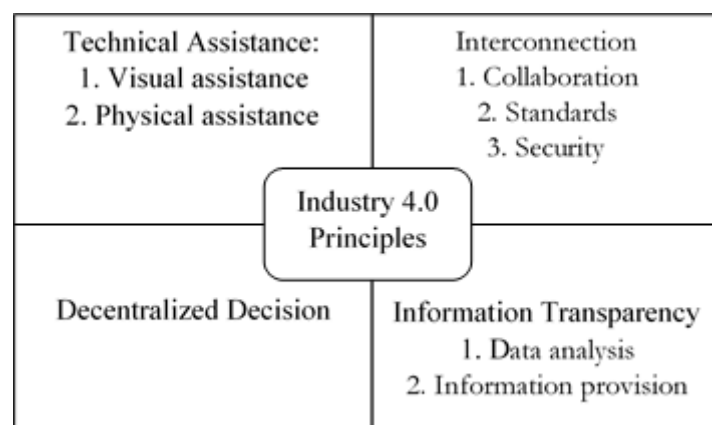 Technical Assistance:
1. Visual assistance
2. Physical assistance
Interconnection
1. Collaboration
2. Standards
3. Security
Industry 4.0
Principles
Decentralized Decision
Information Transparency
1. Data analysis
2. Information provision